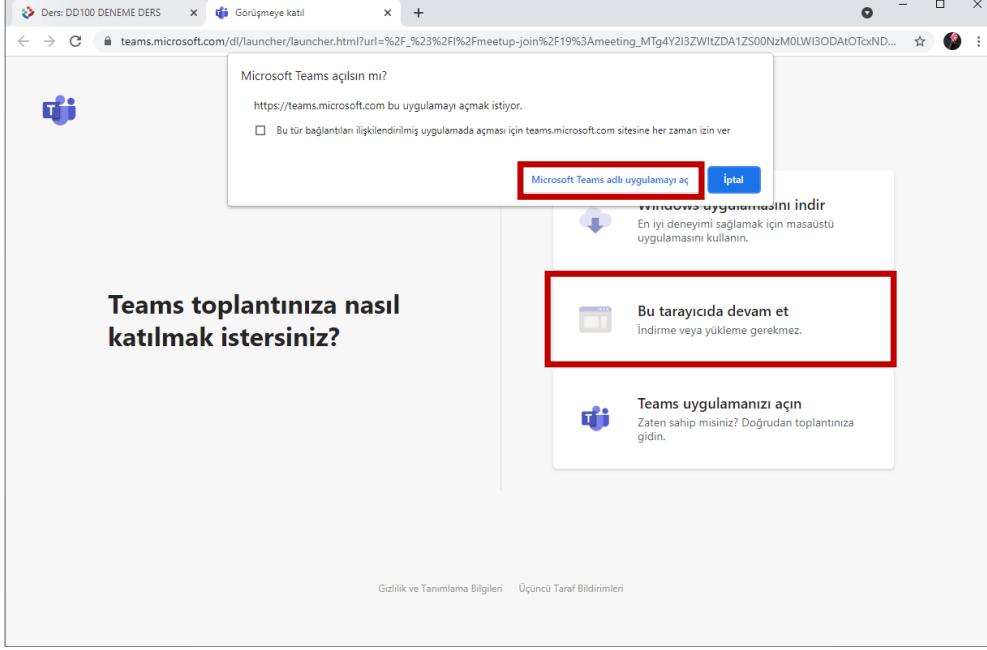 Ders: DD100 DENEME DERS
Görüşmeye katıl
teams.microsoft.com/dl/launcher/launcher.html?url=%2F_%23%2Fl%2Fmeetup-join%2F19%3Ameeting_MTg4Y2I3ZWItZDA1ZS00NzM0LWI3ODAtOTcxND...
Microsoft Teams açılsın mı?
https://teams.microsoft.com bu uygulamayı açmak istiyor.
Bu tür bağlantıları ilişkilendirilmiş uygulamada açması için teams.microsoft.com sitesine her zaman izin ver
Microsoft Teams adlı uygulamayı aç
İptal
Windows uygulamasını indir
En iyi deneyimi sağlamak için masaüstü
uygulamasını kullanın.
Teams toplantınıza nasıl
katılmak istersiniz?
Bu tarayıcıda devam et
İndirme veya yükleme gerekmez.
Teams uygulamanızı açın
Zaten sahip misiniz? Doğrudan toplantınıza
gidin.
Gizlilik ve Tanımlama Bilgileri
Üçüncü Taraf Bildirimleri